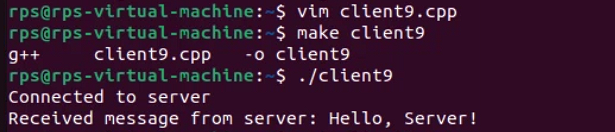 rps@rps-virtual-machine:~$ vim client9.cpp
rps@rps-virtual-machine:~$ make client9
g++     client9.cpp   -o client9
rps@rps-virtual-machine:~$ ./client9
Connected to server
Received message from server: Hello, Server!